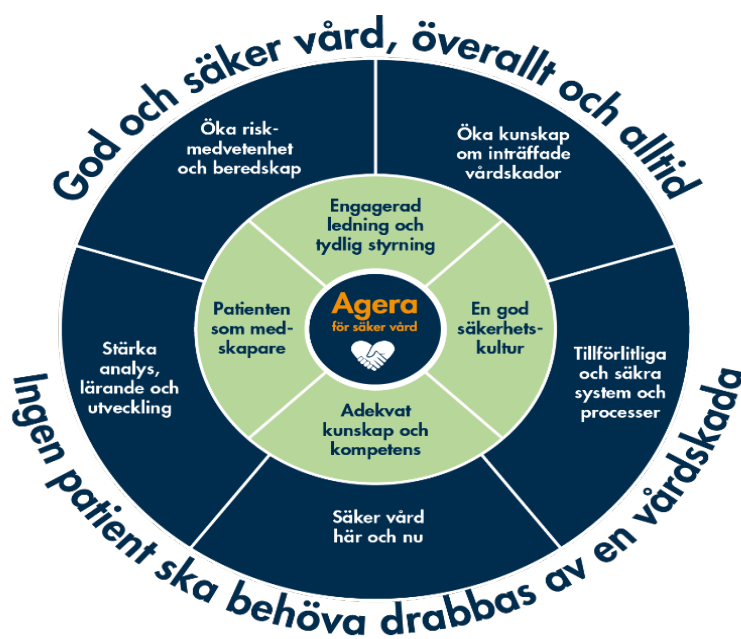 God och säker vård, överallt och alltid
Öka risk-
medvetenhet
och beredskap
Öka kunskap
om inträffade
vårdskador
Engagerad
ledning och
tydlig styrning
Patienten
som med-
skapare
Agera
för säker vård
En god
säkerhets-
kultur
Stärka
analys,
lärande och
utveckling
Tillförlitliga
och säkra
system och
processer
Adekvat
kunskap och
kompetens
Säker vård
här och nu
Ingen patient ska behöva drabbas av en vårdskada